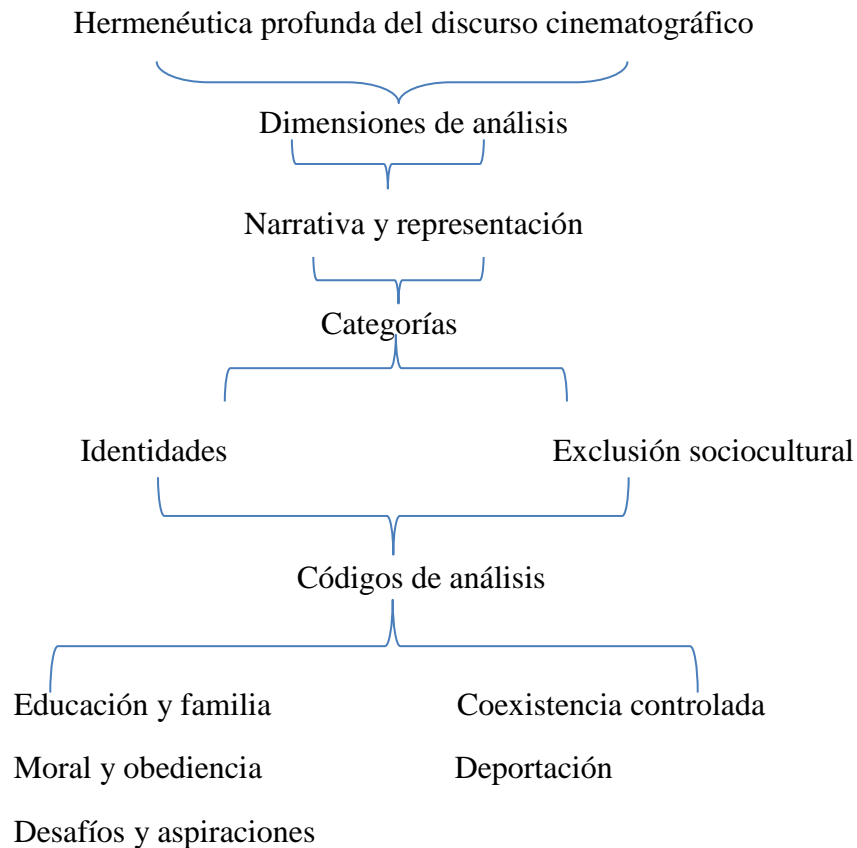 Hermenéutica profunda del discurso cinematográfico
Dimensiones de análisis
Narrativa y representación
Categorías
Identidades
Exclusión sociocultural
Códigos de análisis
Educación y familia
Coexistencia controlada
Moral y obediencia
Deportación
Desafíos y aspiraciones